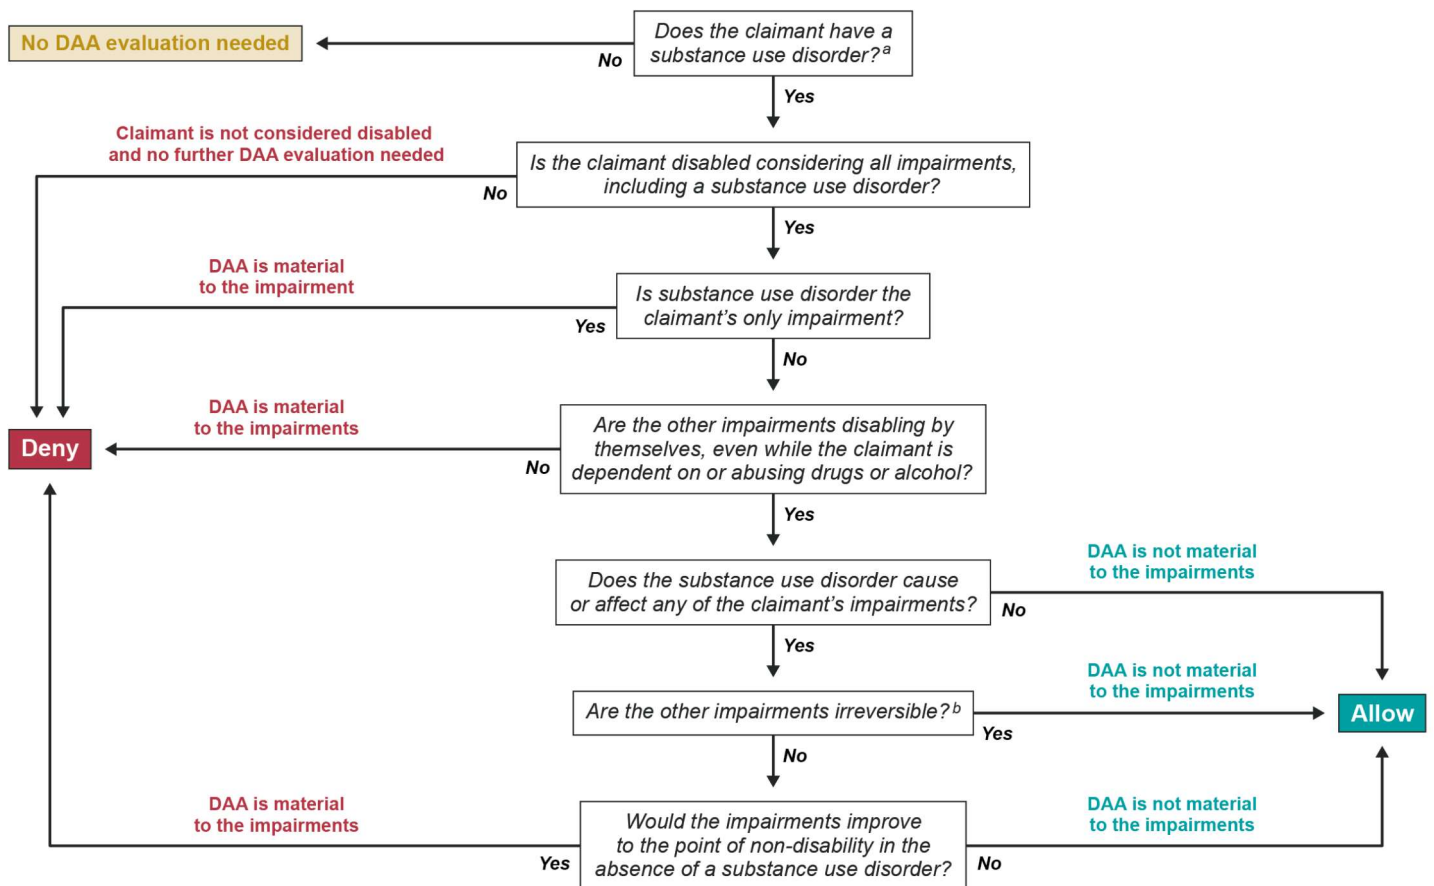 No DAA evaluation needed
Does the claimant have a
substance use disorder?a
No
Yes
Claimant is not considered disabled
and no further DAA evaluation needed
Is the claimant disabled considering all impairments,
including a substance use disorder?
No
Yes
DAA is material
to the impairment
Is substance use disorder the
claimant’s only impairment?
Yes
No
DAA is material
to the impairments
Deny
Are the other impairments disabling by
themselves, even while the claimant is
dependent on or abusing drugs or alcohol?
No
Yes
Does the substance use disorder cause
or affect any of the claimant’s impairments?
DAA is not material
to the impairments
No
Yes
Are the other impairments irreversible?b
DAA is not material
to the impairments
Allow
Yes
No
DAA is material
to the impairments
Would the impairments improve
to the point of non-disability in the
absence of a substance use disorder?
DAA is not material
to the impairments
Yes
No